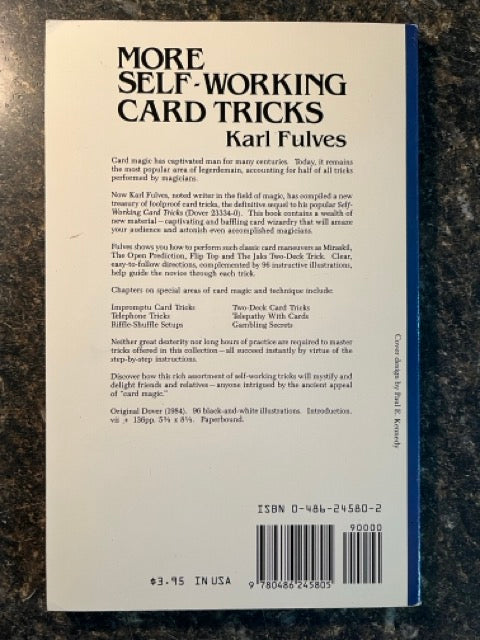 MORE
SELF-WORKING
CARD TRICKS
Karl Fulves
Card magic has captivated man for many centuries. Today, it remains
the most popular area of legerdemain, accounting for half of all tricks
performed by magicians.
Now Karl Fulves, noted writer in the field of magic, has compiled a new
treasury of foolproof card tricks, the definitive sequel to his popular Self-
Working Card Tricks (Dover 23334-0). This book contains a wealth of
new material—captivating and baffling card wizardry that will amaze
your audience and astonish even accomplished magicians.
Fulves shows you how to perform such classic card maneuvers as Miraskil,
The Open Prediction, Flip Top and The Jaks Two-Deck Trick. Clear,
easy-to-follow directions, complemented by 96 instructive illustrations,
help guide the novice through each trick.
Chapters on special areas of card magic and technique include:
Impromptu Card Tricks
Telephone Tricks
Riffle-Shuffle Setups
Two-Deck Card Tricks
Telepathy With Cards
Gambling Secrets
Neither great dexterity nor long hours of practice are required to master
tricks offered in this collection—all succeed instantly by virtue of the
step-by-step instructions.
Discover how this rich assortment of self-working tricks will mystify and
delight friends and relatives—anyone intrigued by the ancient appeal
of "card magic."
Original Dover (1984). 96 black-and-white illustrations. Introduction.
vii + 136pp. 5⅜ x 8½. Paperbound.
Cover design by Paul E. Kennedy
ISBN 0-486-24580-2
90000
9 780486 245805
$3.95 IN USA